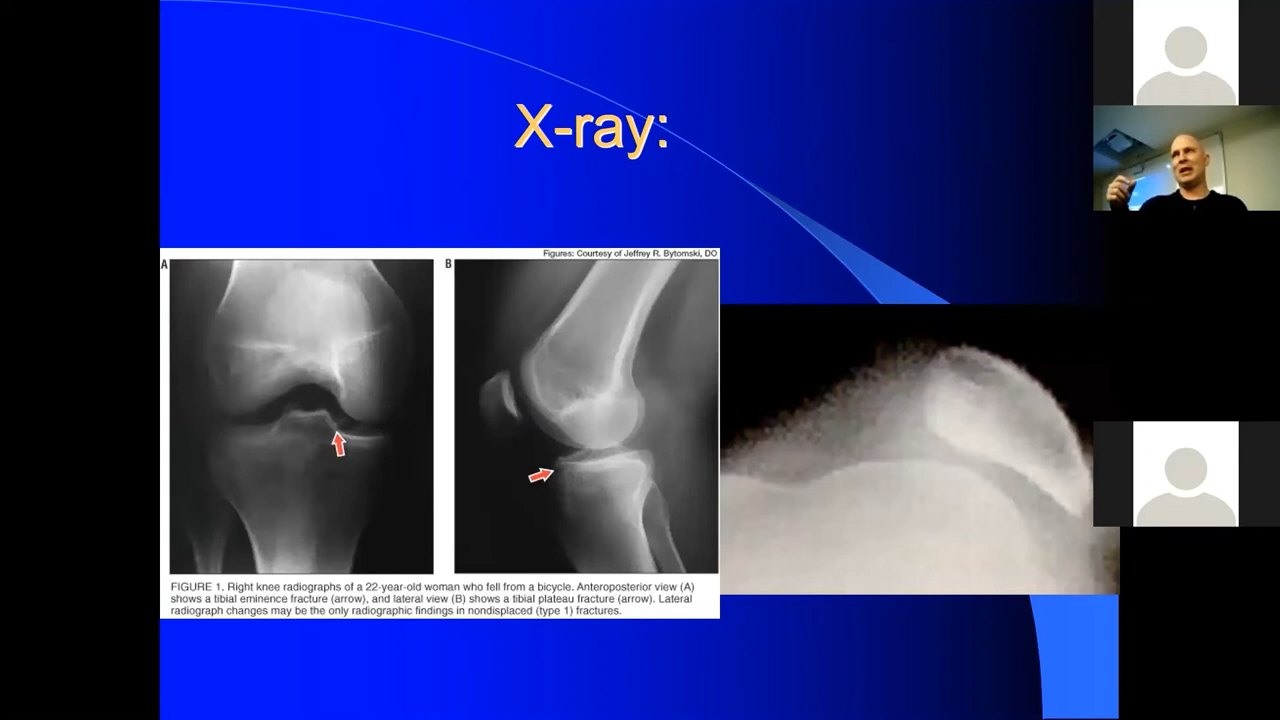 X-ray:
Figures: Courtesy of Jeffrey R. Bytomski, DO
A
B
FIGURE 1. Right knee radiographs of a 22-year-old woman who fell from a bicycle. Anteroposterior view (A)
shows a tibial eminence fracture (arrow), and lateral view (B) shows a tibial plateau fracture (arrow). Lateral
radiograph changes may be the only radiographic findings in nondisplaced (type 1) fractures.